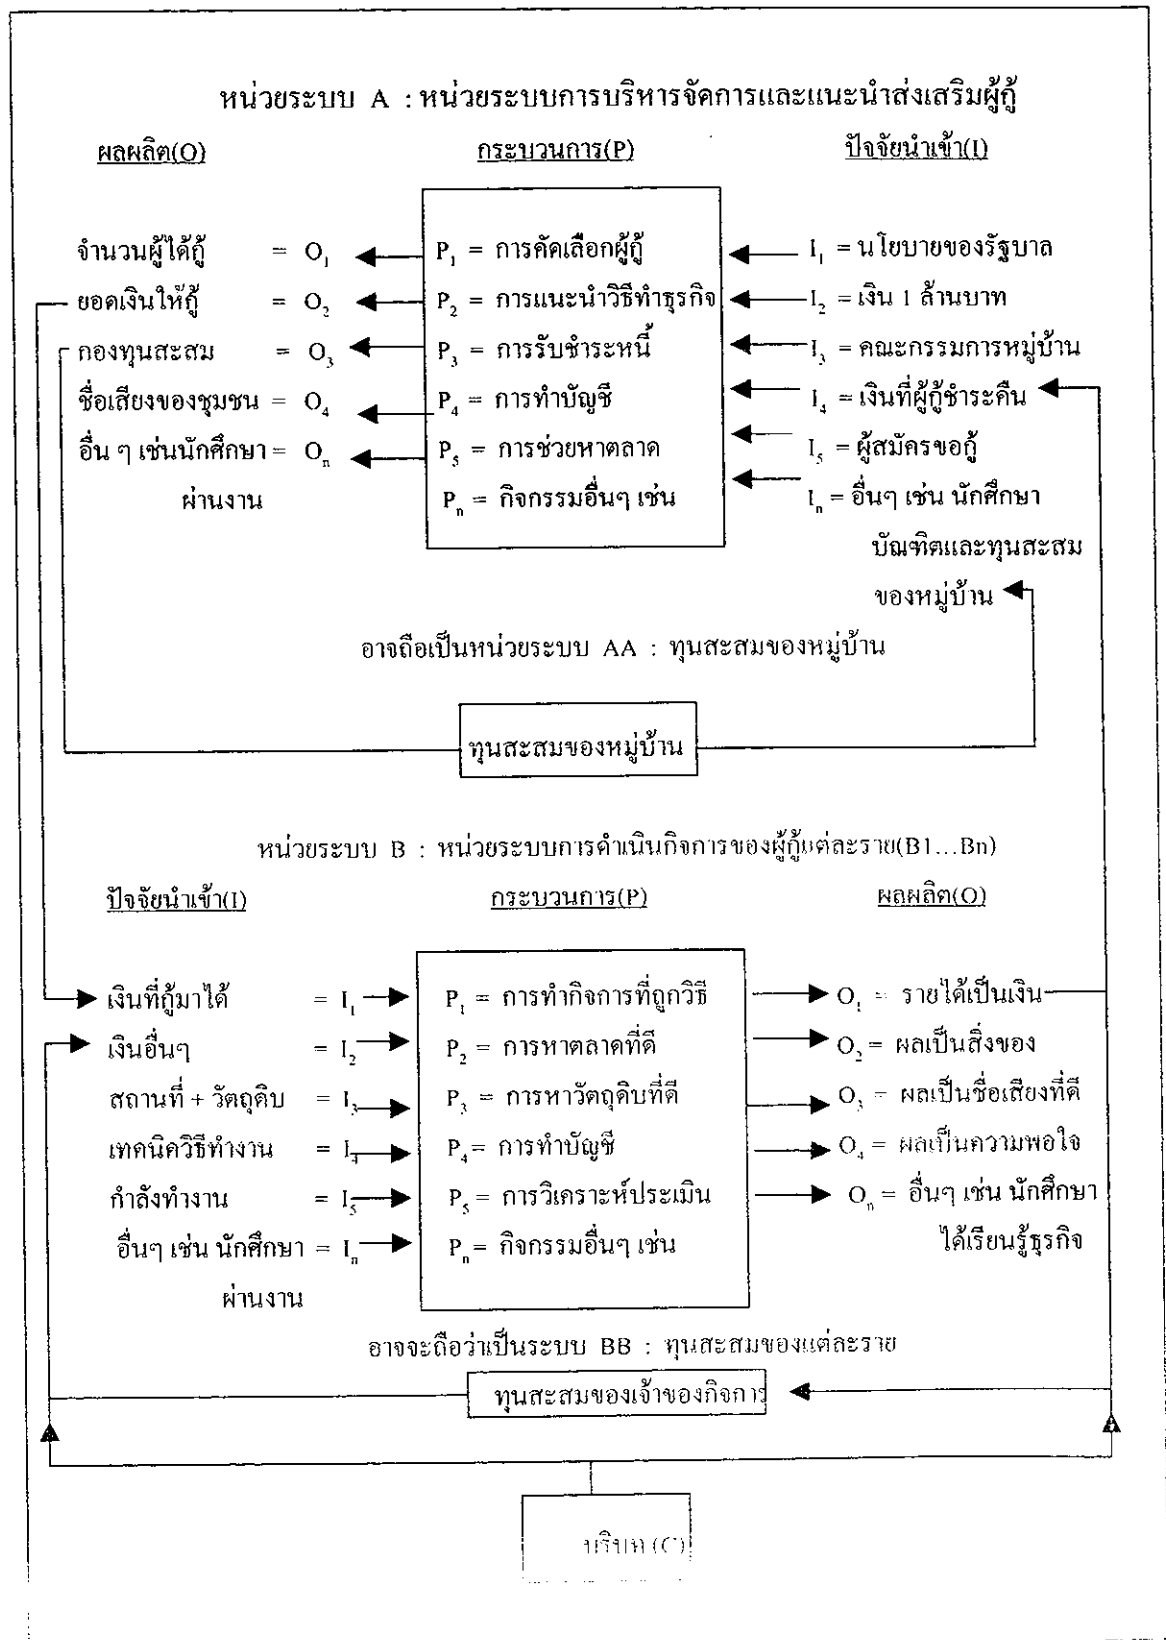 หน่วยระบบ A : หน่วยระบบการบริหารจัดการและแนะนำส่งเสริมผู้กู้
ผลผลิต(O) กระบวนการ(P) ปัจจัยนำเข้า(I)
จำนวนผู้ได้กู้ = O₁ P₁ = การคัดเลือกผู้กู้ I₁ = นโยบายของรัฐบาล
ยอดเงินให้กู้ = O₂ P₂ = การแนะนำวิธีทำธุรกิจ I₂ = เงิน 1 ล้านบาท
กองทุนสะสม = O₃ P₃ = การรับชำระหนี้ I₃ = คณะกรรมการหมู่บ้าน
ชื่อเสียงของชุมชน = O₄ P₄ = การทำบัญชี I₄ = เงินที่ผู้กู้ชำระคืน
อื่น ๆ เช่นนักศึกษา = Oₙ P₅ = การช่วยหาตลาด I₅ = ผู้สมัครขอกู้
ผ่านงาน Pₙ = กิจกรรมอื่นๆ เช่น Iₙ = อื่นๆ เช่น นักศึกษา
บัณฑิตและทุนสะสม
ของหมู่บ้าน
อาจถือเป็นหน่วยระบบ AA : ทุนสะสมของหมู่บ้าน
ทุนสะสมของหมู่บ้าน
หน่วยระบบ B : หน่วยระบบการดำเนินกิจการของผู้กู้แต่ละราย(B1...Bn)
ปัจจัยนำเข้า(I) กระบวนการ(P) ผลผลิต(O)
เงินที่กู้มาได้ = I₁ P₁ = การทำกิจการที่ถูกวิธี O₁ = รายได้เป็นเงิน
เงินอื่นๆ = I₂ P₂ = การหาตลาดที่ดี O₂ = ผลเป็นสิ่งของ
สถานที่ + วัตถุดิบ = I₃ P₃ = การหาวัตถุดิบที่ดี O₃ = ผลเป็นชื่อเสียงที่ดี
เทคนิควิธีทำงาน = I₄ P₄ = การทำบัญชี O₄ = ผลเป็นความพอใจ
กำลังทำงาน = I₅ P₅ = การวิเคราะห์ประเมิน Oₙ = อื่นๆ เช่น นักศึกษา
อื่นๆ เช่น นักศึกษา = Iₙ Pₙ = กิจกรรมอื่นๆ เช่น ได้เรียนรู้ธุรกิจ
ผ่านงาน
อาจจะถือว่าเป็นระบบ BB : ทุนสะสมของแต่ละราย
ทุนสะสมของเจ้าของกิจการ
บริบท (C)